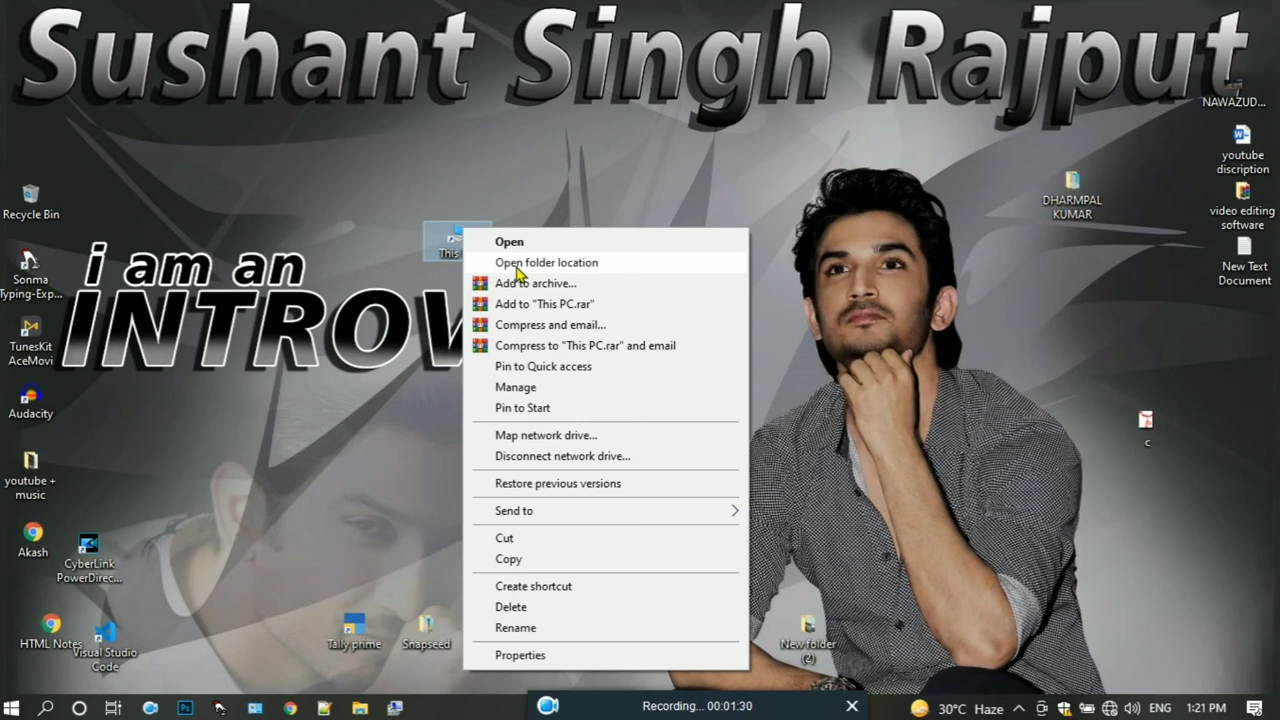 Sushant Singh Rajput
NAWAZUD...
youtube
discription
DHARMPAL
KUMAR
Recycle Bin
video editing
software
This
i am an
INTROV
Open
Open folder location
Add to archive...
Add to "This PC.rar"
Compress and email...
Compress to "This PC.rar" and email
Pin to Quick access
Manage
Pin to Start
Map network drive...
Disconnect network drive...
Restore previous versions
Send to
Cut
Copy
Create shortcut
Delete
Rename
Properties
New Text
Document
Sonma
Typing-Exp...
TunesKit
AceMovi
Audacity
c
youtube +
music
Akash
CyberLink
PowerDirec...
HTML Notes
Visual Studio
Code
Tally prime
Snapseed
New folder
(2)
Recording... 00:01:30
30°C Haze
ENG
1:21 PM